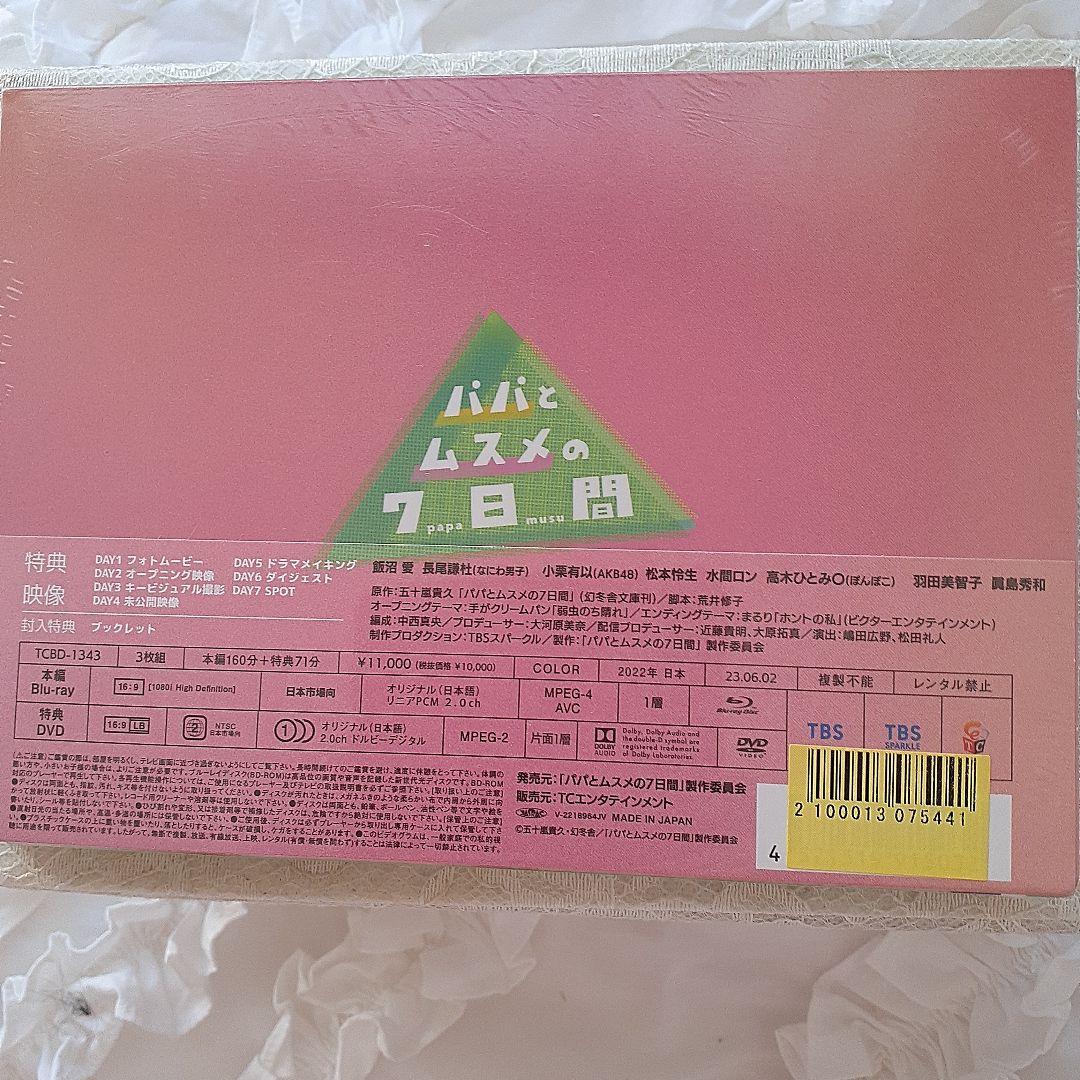 パパと
ムスメの
7日間
papa musu
特典
映像
DAY1 フォトムービー
DAY2 オープニング映像
DAY3 キービジュアル撮影
DAY4 未公開映像
DAY5 ドラマメイキング
DAY6 ダイジェスト
DAY7 SPOT
封入特典 ブックレット
飯沼 愛 長尾謙杜(なにわ男子) 小栗有以(AKB48) 松本怜生 水間ロン 高木ひとみ〇(ぽんぽこ) 羽田美智子 眞島秀和
原作:五十嵐貴久「パパとムスメの7日間」(幻冬舎文庫刊)/脚本:荒井修子
オープニングテーマ:手がクリームパン「弱虫のち晴れ」/エンディングテーマ:まるり「ホントの私」(ビクターエンタテインメント)
編成:中西真央/プロデューサー:大河原美奈/配信プロデューサー:近藤貴明、大原拓真/演出:嶋田広野、松田礼人
制作プロダクション:TBSスパークル/製作:「パパとムスメの7日間」製作委員会
TCBD-1343 3枚組 本編160分+特典71分 ¥11,000 (税抜価格 ¥10,000) COLOR 2022年 日本 23.06.02 複製不能 レンタル禁止
本編
Blu-ray
16:9 [1080i High Definition] 日本市場向
オリジナル(日本語)
リニアPCM 2.0ch
MPEG-4
AVC
1層
Blu-ray Disc
特典
DVD
16:9 LB
2 NTSC
日本市場向
1 オリジナル(日本語)
2.0ch ドルビーデジタル
MPEG-2 片面1層
DOLBY
AUDIO
Dolby, Dolby Audio and
the double-D symbol are
registered trademarks
of Dolby Laboratories.
DVD
VIDEO
TBS
TBS
SPARKLE
発売元:「パパとムスメの7日間」製作委員会
販売元:TCエンタテインメント
V-2218964JV MADE IN JAPAN
©五十嵐貴久・幻冬舎/「パパとムスメの7日間」製作委員会
4
2 100013 075441